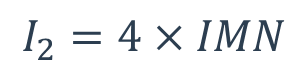 I₂ = 4 × IMN